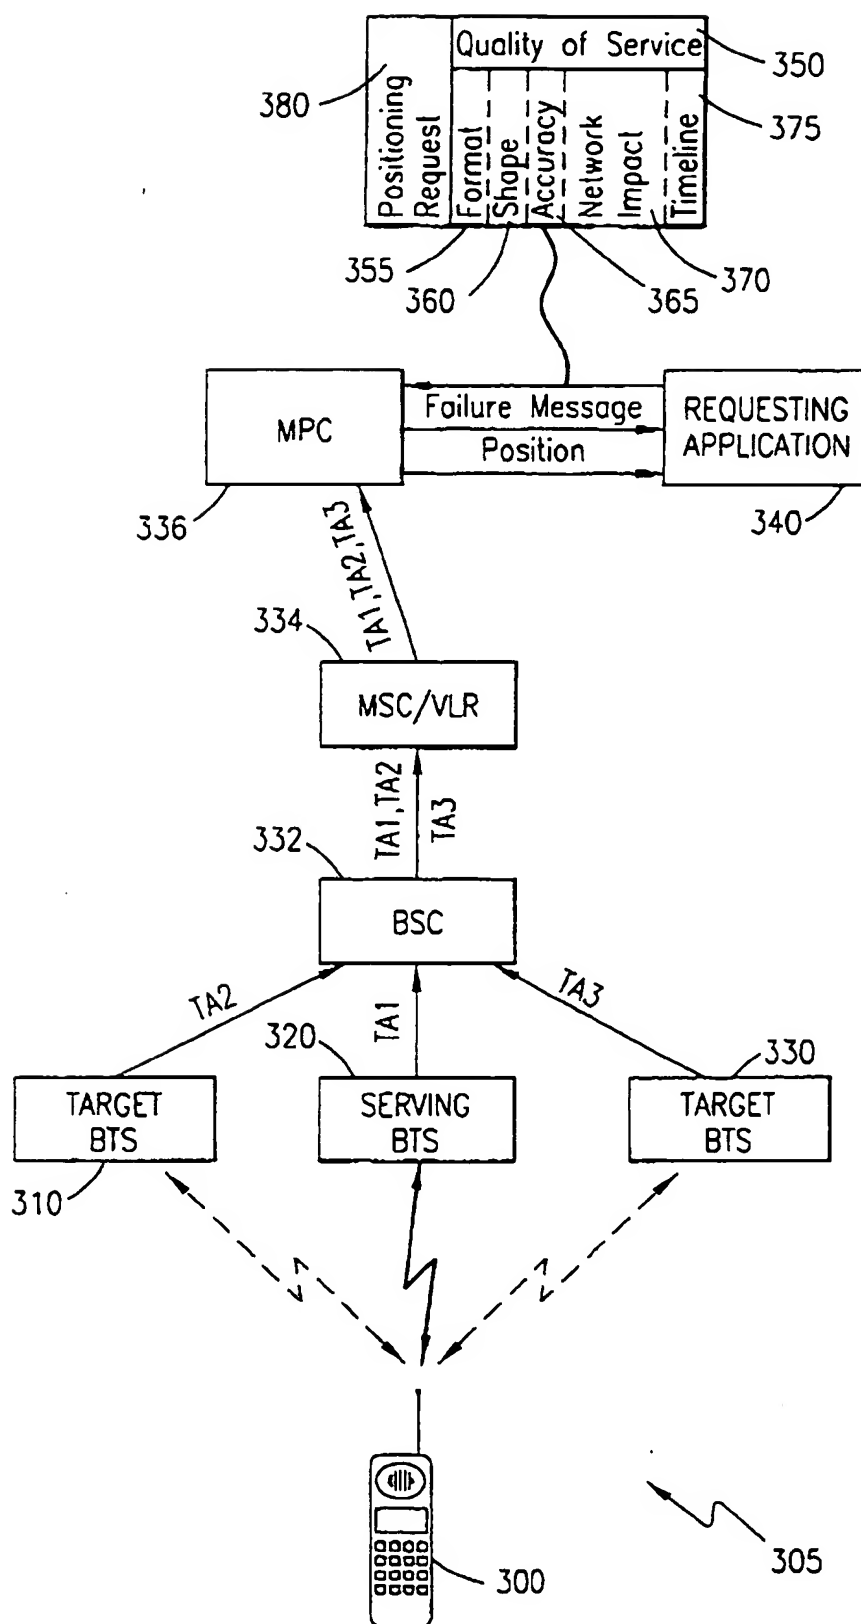 Quality of Service
350
380
375
Positioning
Request
Format
Shape
Accuracy
Network
Impact
Timeline
355
360
365
370
MPC
Failure Message
Position
REQUESTING
APPLICATION
336
340
TA1,TA2,TA3
334
MSC/VLR
TA1,TA2
TA3
332
BSC
TA2
TA1
TA3
320
330
TARGET
BTS
SERVING
BTS
TARGET
BTS
310
305
300